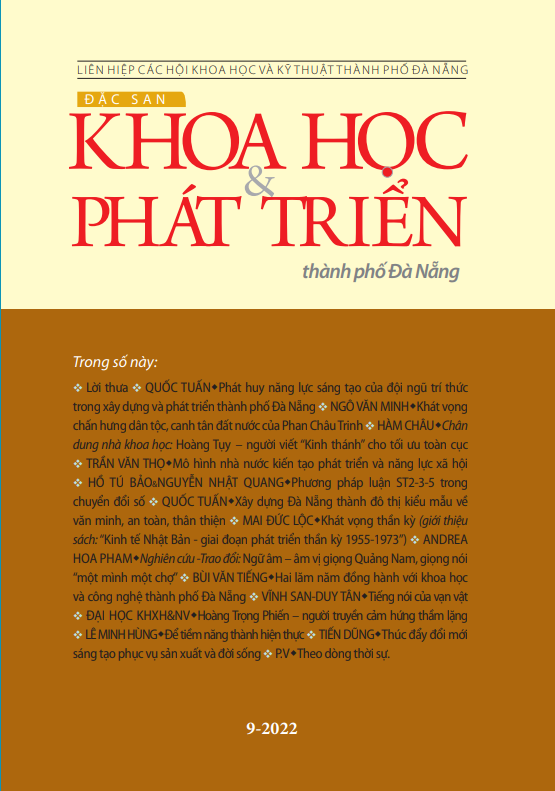 LIÊN HIỆP CÁC HỘI KHOA HỌC VÀ KỸ THUẬT THÀNH PHỐ ĐÀ NẴNG
ĐẶC SAN
KHOA HỌC
&
PHÁT TRIỂN
thành phố Đà Nẵng
Trong số này:
❖ Lời thưa ❖ QUỐC TUẤN◆Phát huy năng lực sáng tạo của đội ngũ trí thức
trong xây dựng và phát triển thành phố Đà Nẵng ❖ NGÔ VĂN MINH◆Khát vọng
chấn hưng dân tộc, canh tân đất nước của Phan Châu Trinh ❖ HÀM CHÂU◆Chân
dung nhà khoa học: Hoàng Tụy – người viết “Kinh thánh” cho tối ưu toàn cục
❖ TRẦN VĂN THỌ◆Mô hình nhà nước kiến tạo phát triển và năng lực xã hội
❖ HỒ TÚ BẢO&NGUYỄN NHẬT QUANG◆Phương pháp luận ST2-3-5 trong
chuyển đổi số ❖ QUỐC TUẤN◆Xây dựng Đà Nẵng thành đô thị kiểu mẫu về
văn minh, an toàn, thân thiện ❖ MAI ĐỨC LỘC◆Khát vọng thần kỳ (giới thiệu
sách: “Kinh tế Nhật Bản - giai đoạn phát triển thần kỳ 1955-1973”) ❖ ANDREA
HOA PHAM◆Nghiên cứu -Trao đổi: Ngữ âm – âm vị giọng Quảng Nam, giọng nói
“một mình một chợ” ❖ BÙI VĂN TIẾNG◆Hai lăm năm đồng hành với khoa học
và công nghệ thành phố Đà Nẵng ❖ VĨNH SAN-DUY TÂN◆Tiếng nói của vạn vật
❖ ĐẠI HỌC KHXH&NV◆Hoàng Trọng Phiến – người truyền cảm hứng thầm lặng
❖ LÊ MINH HÙNG◆Để tiềm năng thành hiện thực ❖ TIẾN DŨNG◆Thúc đẩy đổi mới
sáng tạo phục vụ sản xuất và đời sống ❖ P.V◆Theo dòng thời sự.
9-2022